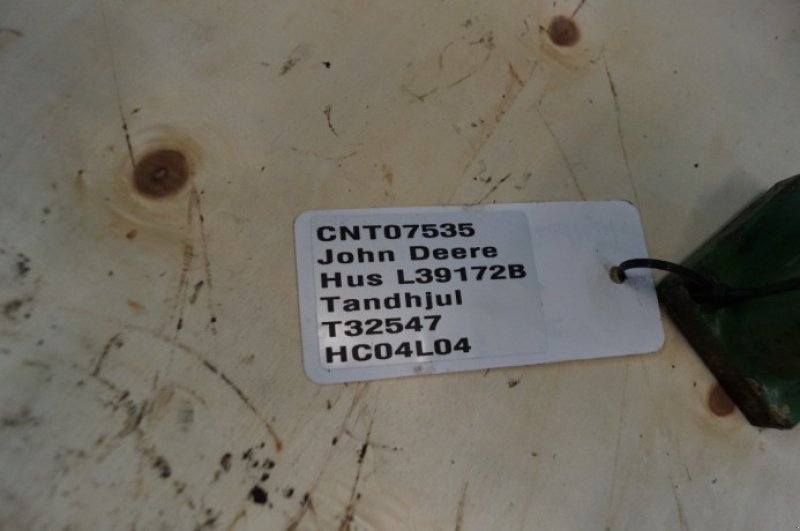 CNT07535
John Deere
Hus L39172B
Tandhjul
T32547
HC04L04